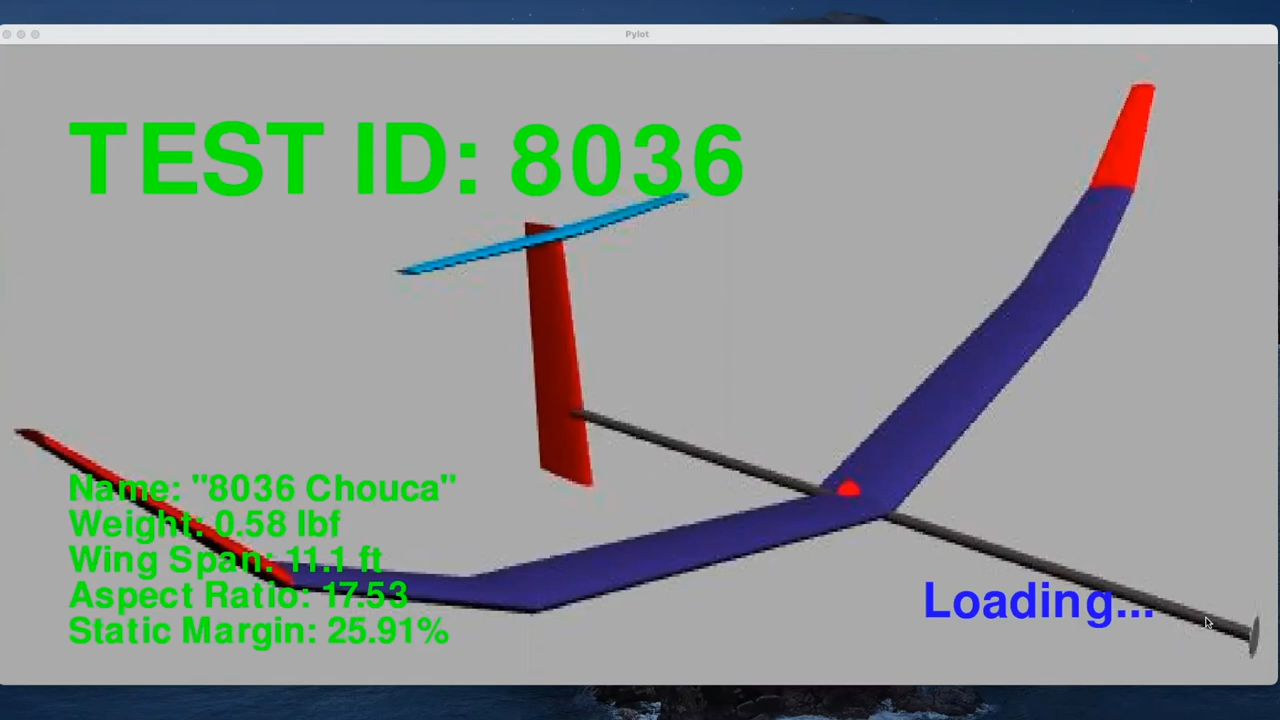 Pylot
TEST ID: 8036
Name: "8036 Chouca"
Weight: 0.58 lbf
Wing Span: 11.1 ft
Aspect Ratio: 17.53
Static Margin: 25.91%
Loading...